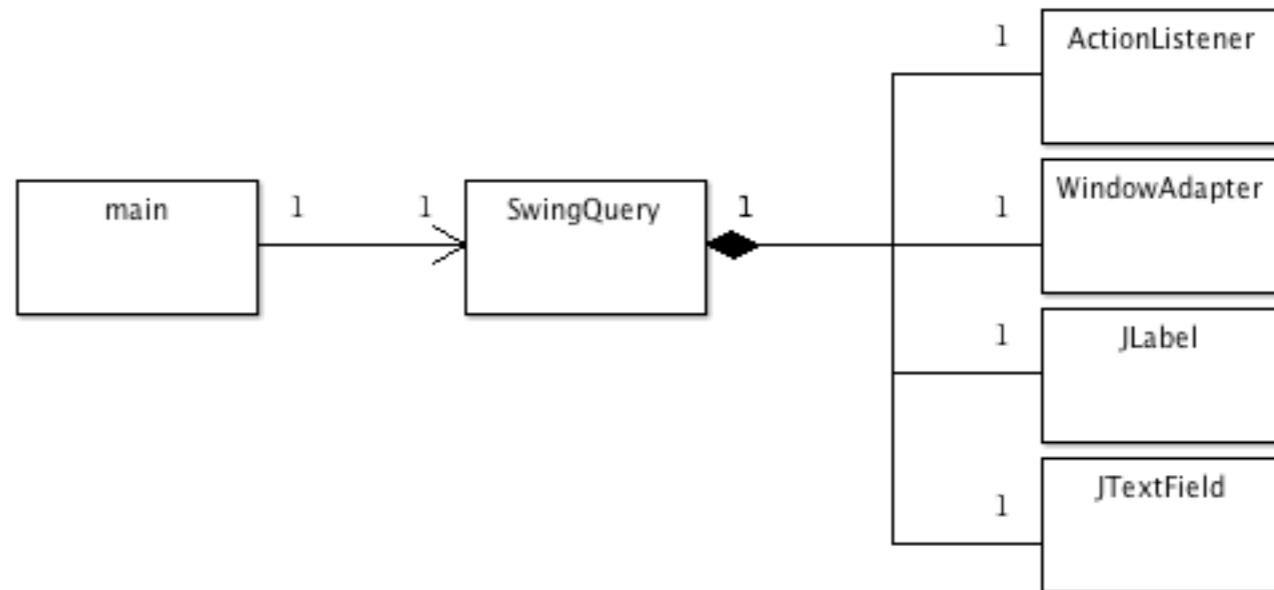 main
1
1
SwingQuery
1
1
ActionListener
1
WindowAdapter
1
JLabel
1
JTextField